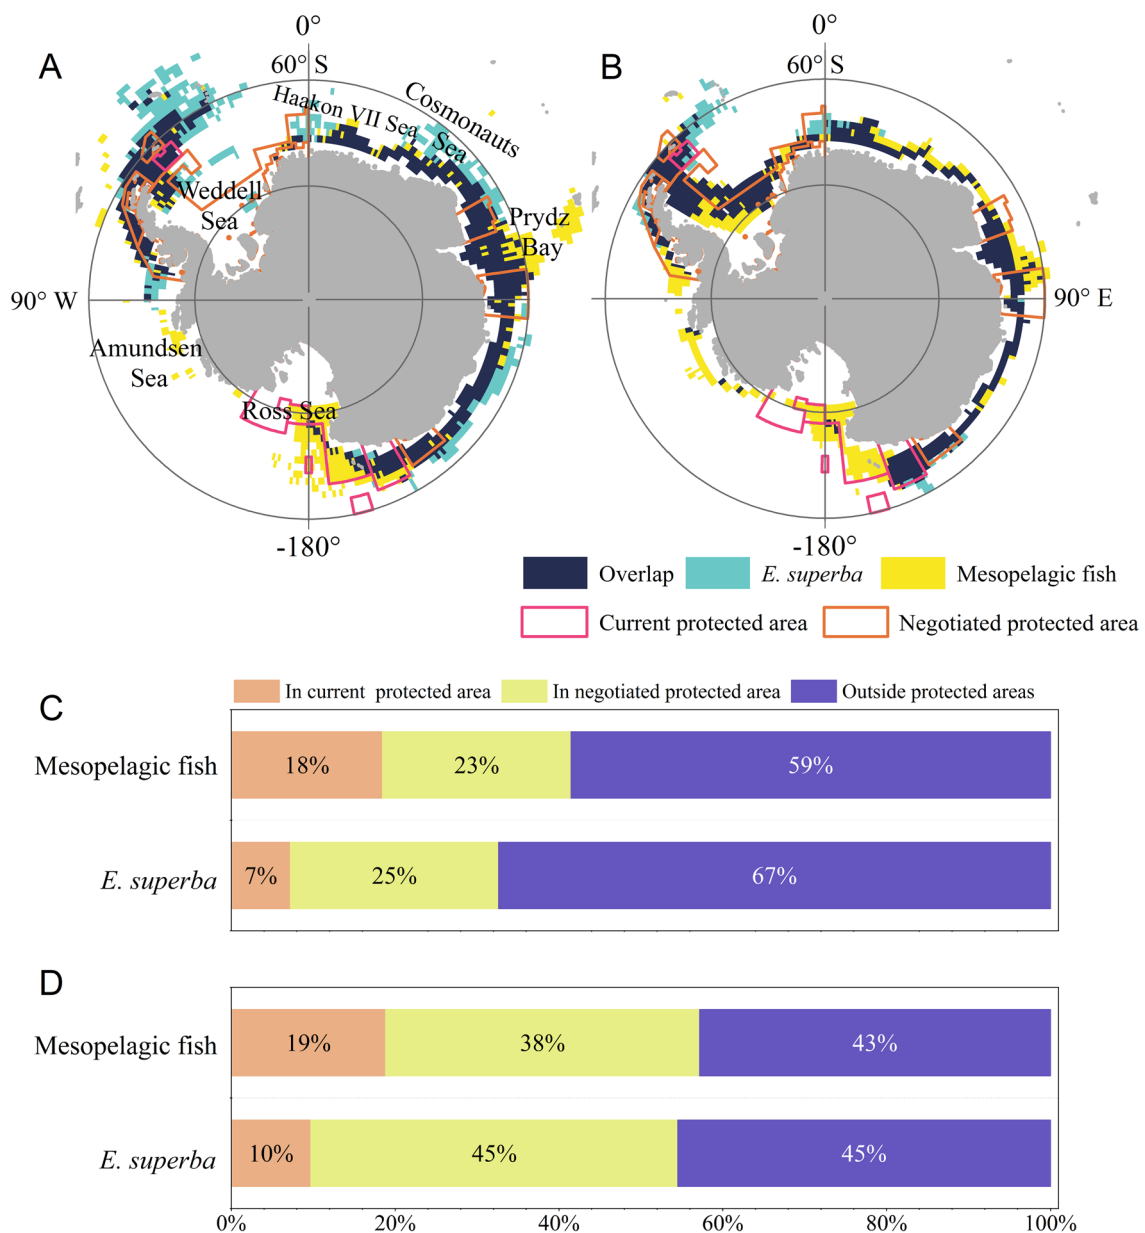 0°
0°
A
B
60° S
60° S
Haakon VII Sea
Cosmonauts
Sea
Weddell
Sea
Prydz
Bay
90° W
90° E
Amundsen
Sea
Ross Sea
-180°
-180°
Overlap
E. superba
Mesopelagic fish
Current protected area
Negotiated protected area
C
In current protected area
In negotiated protected area
Outside protected areas
Mesopelagic fish
18%
23%
59%
E. superba
7%
25%
67%
D
Mesopelagic fish
19%
38%
43%
E. superba
10%
45%
45%
0%
20%
40%
60%
80%
100%